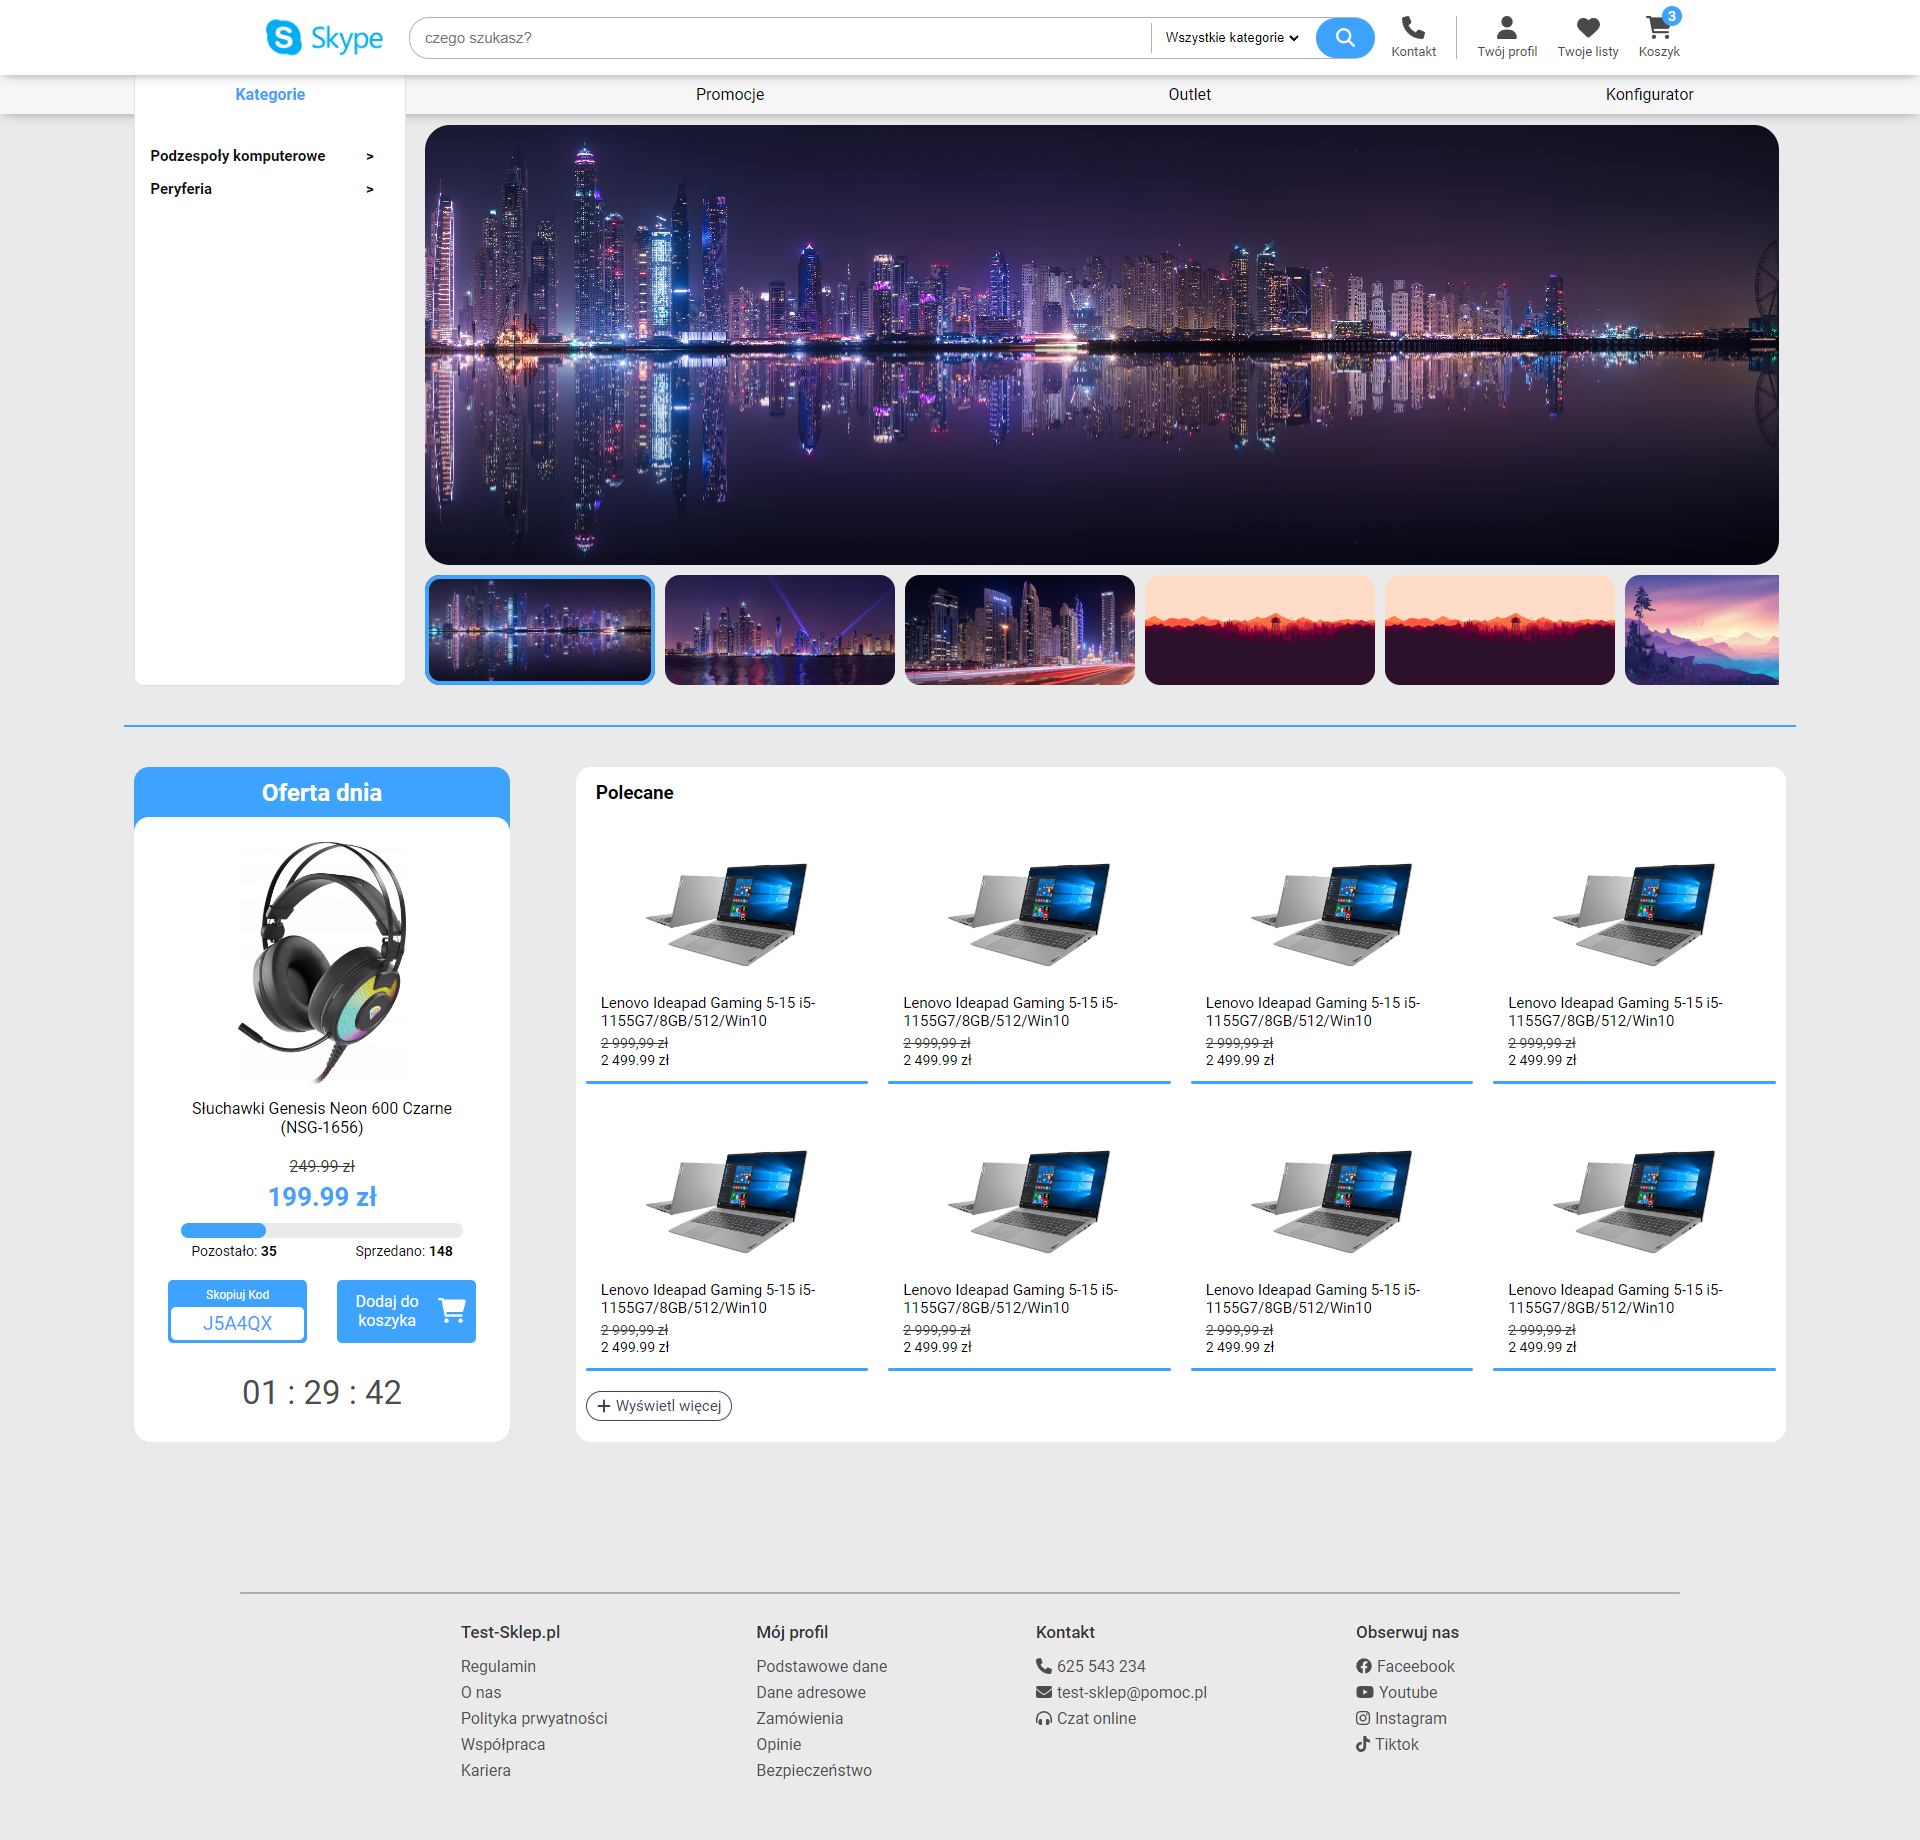 Skype
czego szukasz?
Wszystkie kategorie
Kontakt
Twój profil
Twoje listy
3
Koszyk
Kategorie
Promocje
Outlet
Konfigurator
Podzespoły komputerowe >
Peryferia >
Oferta dnia
Słuchawki Genesis Neon 600 Czarne
(NSG-1656)
249.99 zł
199.99 zł
Pozostało: 35
Sprzedano: 148
Skopiuj Kod
J5A4QX
Dodaj do
koszyka
01 : 29 : 42
Polecane
Lenovo Ideapad Gaming 5-15 i5-
1155G7/8GB/512/Win10
2 999,99 zł
2 499.99 zł
Lenovo Ideapad Gaming 5-15 i5-
1155G7/8GB/512/Win10
2 999,99 zł
2 499.99 zł
Lenovo Ideapad Gaming 5-15 i5-
1155G7/8GB/512/Win10
2 999,99 zł
2 499.99 zł
Lenovo Ideapad Gaming 5-15 i5-
1155G7/8GB/512/Win10
2 999,99 zł
2 499.99 zł
Lenovo Ideapad Gaming 5-15 i5-
1155G7/8GB/512/Win10
2 999,99 zł
2 499.99 zł
Lenovo Ideapad Gaming 5-15 i5-
1155G7/8GB/512/Win10
2 999,99 zł
2 499.99 zł
Lenovo Ideapad Gaming 5-15 i5-
1155G7/8GB/512/Win10
2 999,99 zł
2 499.99 zł
Lenovo Ideapad Gaming 5-15 i5-
1155G7/8GB/512/Win10
2 999,99 zł
2 499.99 zł
Wyświetl więcej
Test-Sklep.pl
Regulamin
O nas
Polityka prwyatności
Współpraca
Kariera
Mój profil
Podstawowe dane
Dane adresowe
Zamówienia
Opinie
Bezpieczeństwo
Kontakt
625 543 234
test-sklep@pomoc.pl
Czat online
Obserwuj nas
Faceebook
Youtube
Instagram
Tiktok